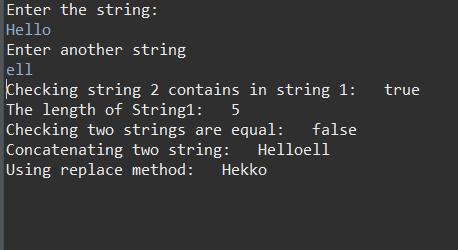 Enter the string:
Hello
Enter another string
ell
Checking string 2 contains in string 1:   true
The length of String1:   5
Checking two strings are equal:   false
Concatenating two string:   Helloell
Using replace method:   Hekko